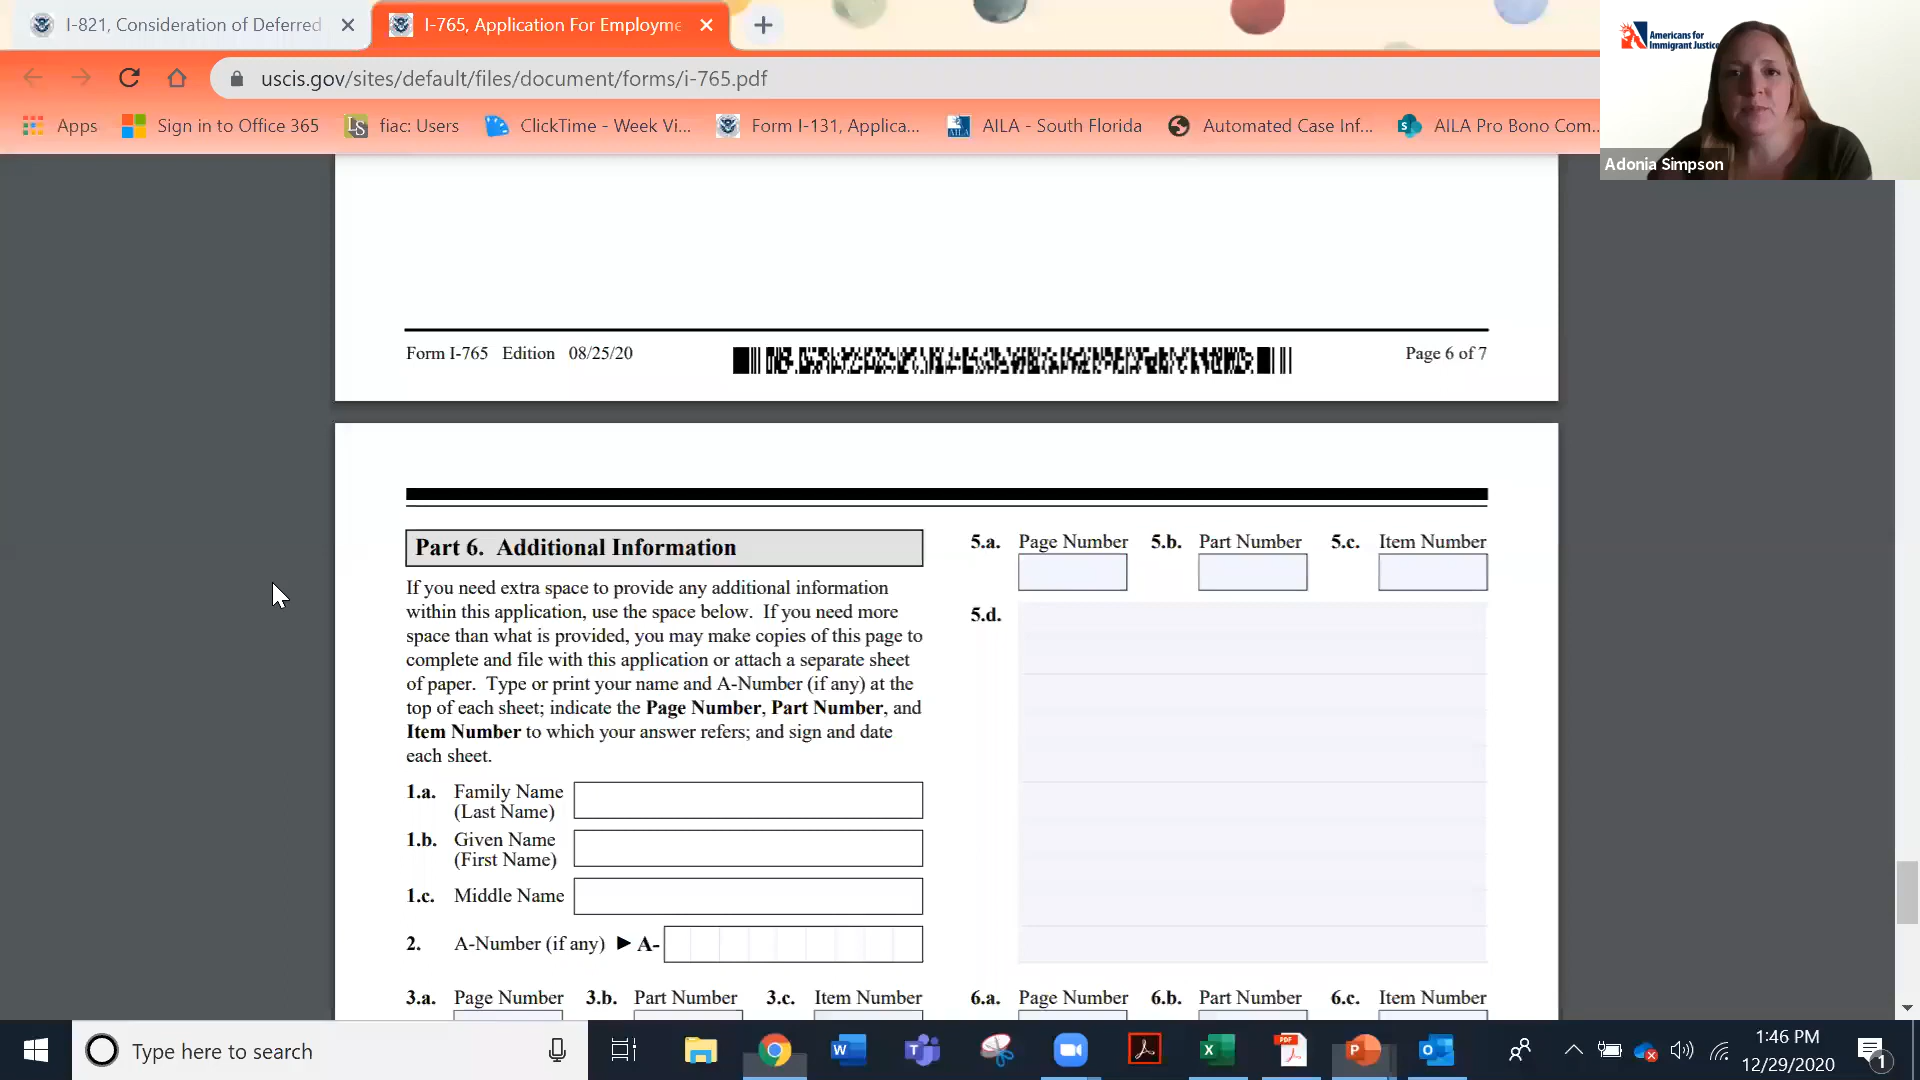 I-821, Consideration of Deferred
I-765, Application For Employme
uscis.gov/sites/default/files/document/forms/i-765.pdf
Apps
Sign in to Office 365
LS
fiac: Users
ClickTime - Week Vi...
Form I-131, Applica...
AILA
AILA - South Florida
Automated Case Inf...
AILA Pro Bono Com...
Americans for
Immigrant Justice
Adonia Simpson
Form I-765 Edition 08/25/20
Page 6 of 7
Part 6. Additional Information
If you need extra space to provide any additional information
within this application, use the space below. If you need more
space than what is provided, you may make copies of this page to
complete and file with this application or attach a separate sheet
of paper. Type or print your name and A-Number (if any) at the
top of each sheet; indicate the Page Number, Part Number, and
Item Number to which your answer refers; and sign and date
each sheet.
1.a. Family Name
(Last Name)
1.b. Given Name
(First Name)
1.c. Middle Name
2. A-Number (if any) ► A-
3.a. Page Number 3.b. Part Number 3.c. Item Number
5.a. Page Number 5.b. Part Number 5.c. Item Number
5.d.
6.a. Page Number 6.b. Part Number 6.c. Item Number
Type here to search
1:46 PM
12/29/2020
1